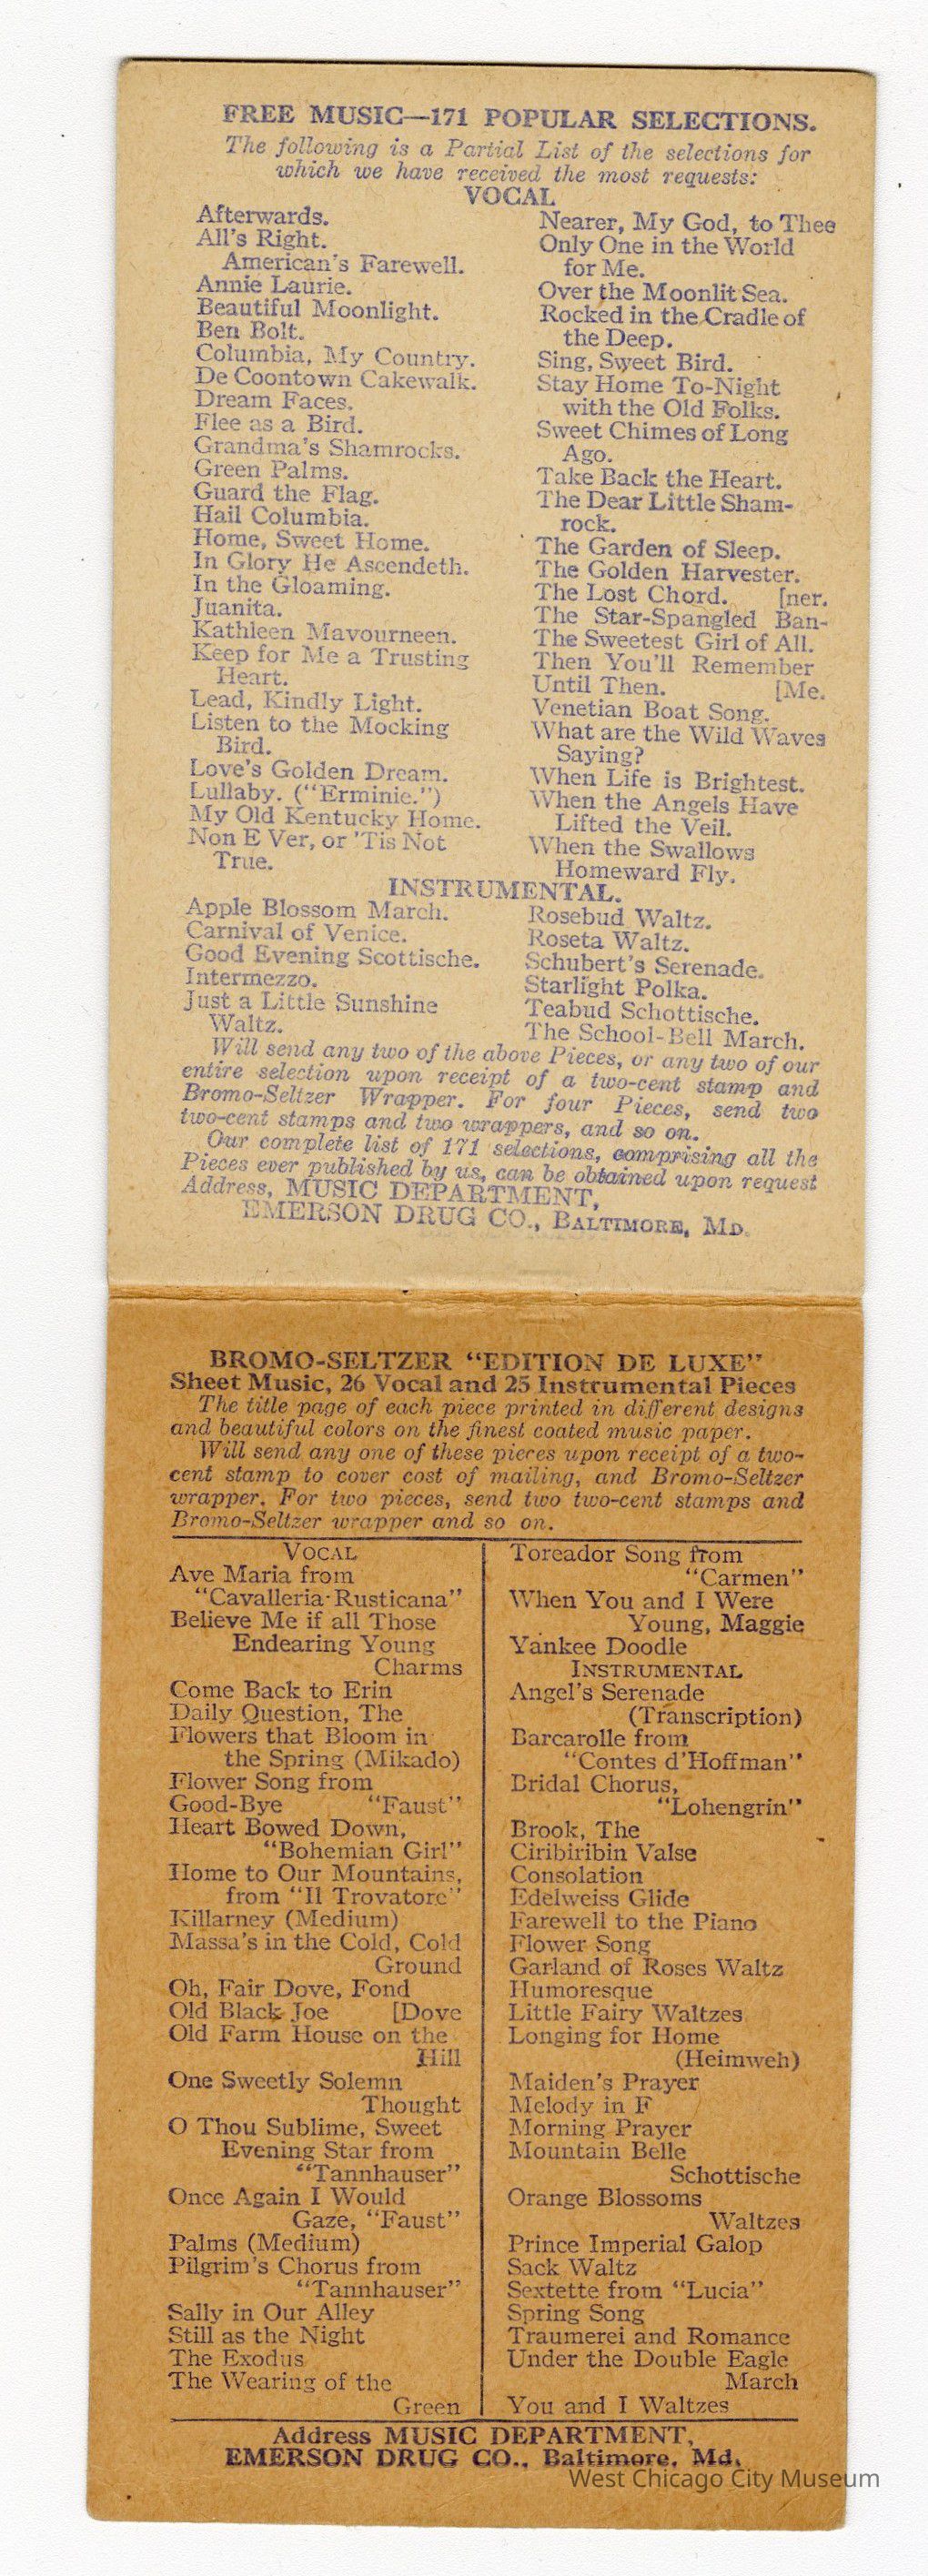 FREE MUSIC—171 POPULAR SELECTIONS.
The following is a Partial List of the selections for
which we have received the most requests:
VOCAL
Afterwards.
All's Right.
American's Farewell.
Annie Laurie.
Beautiful Moonlight.
Ben Bolt.
Columbia, My Country.
De Coontown Cakewalk.
Dream Faces.
Flee as a Bird.
Grandma's Shamrocks.
Green Palms.
Guard the Flag.
Hail Columbia.
Home, Sweet Home.
In Glory He Ascendeth.
In the Gloaming.
Juanita.
Kathleen Mavourneen.
Keep for Me a Trusting
Heart.
Lead, Kindly Light.
Listen to the Mocking
Bird.
Love's Golden Dream.
Lullaby. ("Erminie.")
My Old Kentucky Home.
Non E Ver, or 'Tis Not
True.
Nearer, My God, to Thee
Only One in the World
for Me.
Over the Moonlit Sea.
Rocked in the Cradle of
the Deep.
Sing, Sweet Bird.
Stay Home To-Night
with the Old Folks.
Sweet Chimes of Long
Ago.
Take Back the Heart.
The Dear Little Sham-
rock.
The Garden of Sleep.
The Golden Harvester.
The Lost Chord. [ner.
The Star-Spangled Ban-
The Sweetest Girl of All.
Then You'll Remember
Until Then. [Me.
Venetian Boat Song.
What are the Wild Waves
Saying?
When Life is Brightest.
When the Angels Have
Lifted the Veil.
When the Swallows
Homeward Fly.
INSTRUMENTAL.
Apple Blossom March.
Carnival of Venice.
Good Evening Scottische.
Intermezzo.
Just a Little Sunshine
Waltz.
Rosebud Waltz.
Roseta Waltz.
Schubert's Serenade.
Starlight Polka.
Teabud Schottische.
The School-Bell March.
Will send any two of the above Pieces, or any two of our
entire selection upon receipt of a two-cent stamp and
Bromo-Seltzer Wrapper. For four Pieces, send two
two-cent stamps and two wrappers, and so on.
Our complete list of 171 selections, comprising all the
Pieces ever published by us, can be obtained upon request
Address, MUSIC DEPARTMENT,
EMERSON DRUG CO., BALTIMORE, MD.
BROMO-SELTZER "EDITION DE LUXE"
Sheet Music, 26 Vocal and 25 Instrumental Pieces
The title page of each piece printed in different designs
and beautiful colors on the finest coated music paper.
Will send any one of these pieces upon receipt of a two-
cent stamp to cover cost of mailing, and Bromo-Seltzer
wrapper. For two pieces, send two two-cent stamps and
Bromo-Seltzer wrapper and so on.
VOCAL
Ave Maria from
"Cavalleria-Rusticana"
Believe Me if all Those
Endearing Young
Charms
Come Back to Erin
Daily Question, The
Flowers that Bloom in
the Spring (Mikado)
Flower Song from
Good-Bye "Faust"
Heart Bowed Down,
"Bohemian Girl"
Home to Our Mountains,
from "Il Trovatore"
Killarney (Medium)
Massa's in the Cold, Cold
Ground
Oh, Fair Dove, Fond
Old Black Joe [Dove
Old Farm House on the
Hill
One Sweetly Solemn
Thought
O Thou Sublime, Sweet
Evening Star from
"Tannhauser"
Once Again I Would
Gaze, "Faust"
Palms (Medium)
Pilgrim's Chorus from
"Tannhauser"
Sally in Our Alley
Still as the Night
The Exodus
The Wearing of the
Green
Toreador Song from
"Carmen"
When You and I Were
Young, Maggie
Yankee Doodle
INSTRUMENTAL
Angel's Serenade
(Transcription)
Barcarolle from
"Contes d'Hoffman"
Bridal Chorus,
"Lohengrin"
Brook, The
Ciribiribin Valse
Consolation
Edelweiss Glide
Farewell to the Piano
Flower Song
Garland of Roses Waltz
Humoresque
Little Fairy Waltzes
Longing for Home
(Heimweh)
Maiden's Prayer
Melody in F
Morning Prayer
Mountain Belle
Schottische
Orange Blossoms
Waltzes
Prince Imperial Galop
Sack Waltz
Sextette from "Lucia"
Spring Song
Traumerei and Romance
Under the Double Eagle
March
You and I Waltzes
Address MUSIC DEPARTMENT,
EMERSON DRUG CO., Baltimore, Md.
West Chicago City Museum